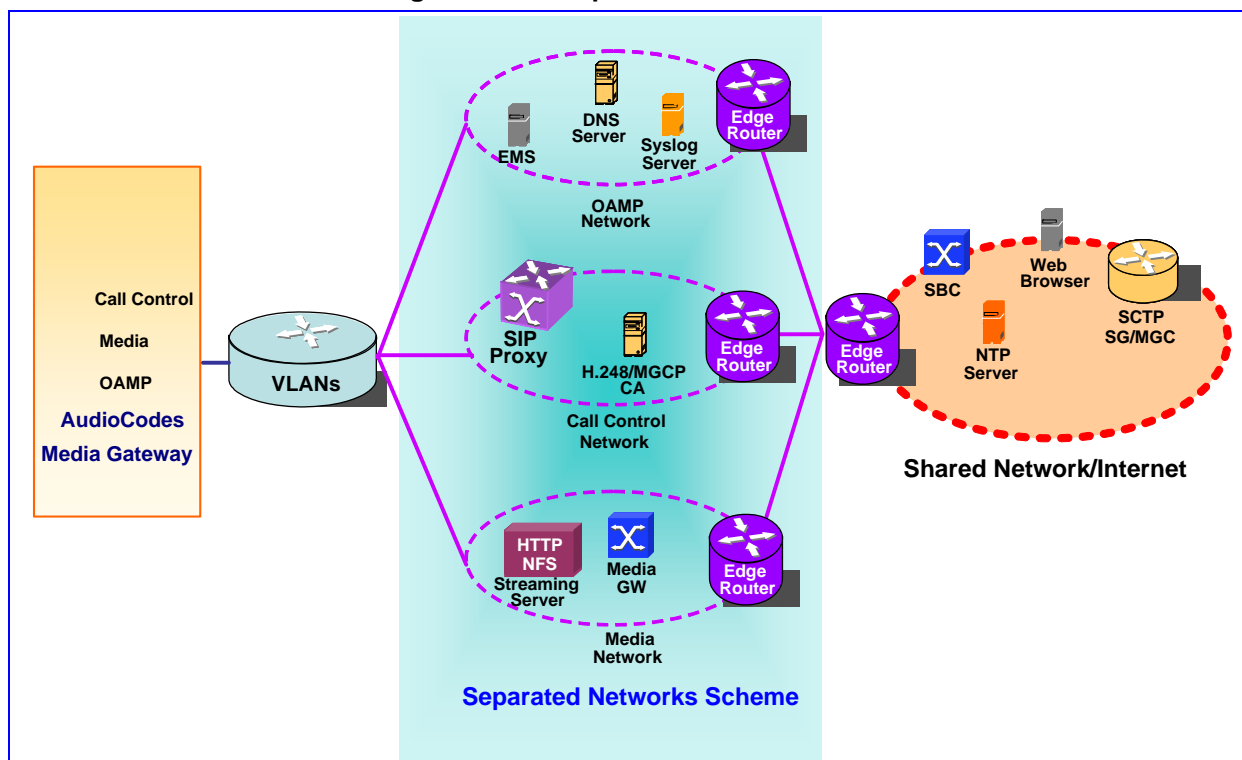 Call Control
Media
OAMP
AudioCodes
Media Gateway
VLANs
EMS
DNS
Server
Syslog
Server
Edge
Router
OAMP
Network
SIP
Proxy
H.248/MGCP
CA
Edge
Router
Call Control
Network
HTTP
NFS
Streaming
Server
Media
GW
Edge
Router
Media
Network
Separated Networks Scheme
Edge
Router
SBC
Web
Browser
NTP
Server
SCTP
SG/MGC
Shared Network/Internet